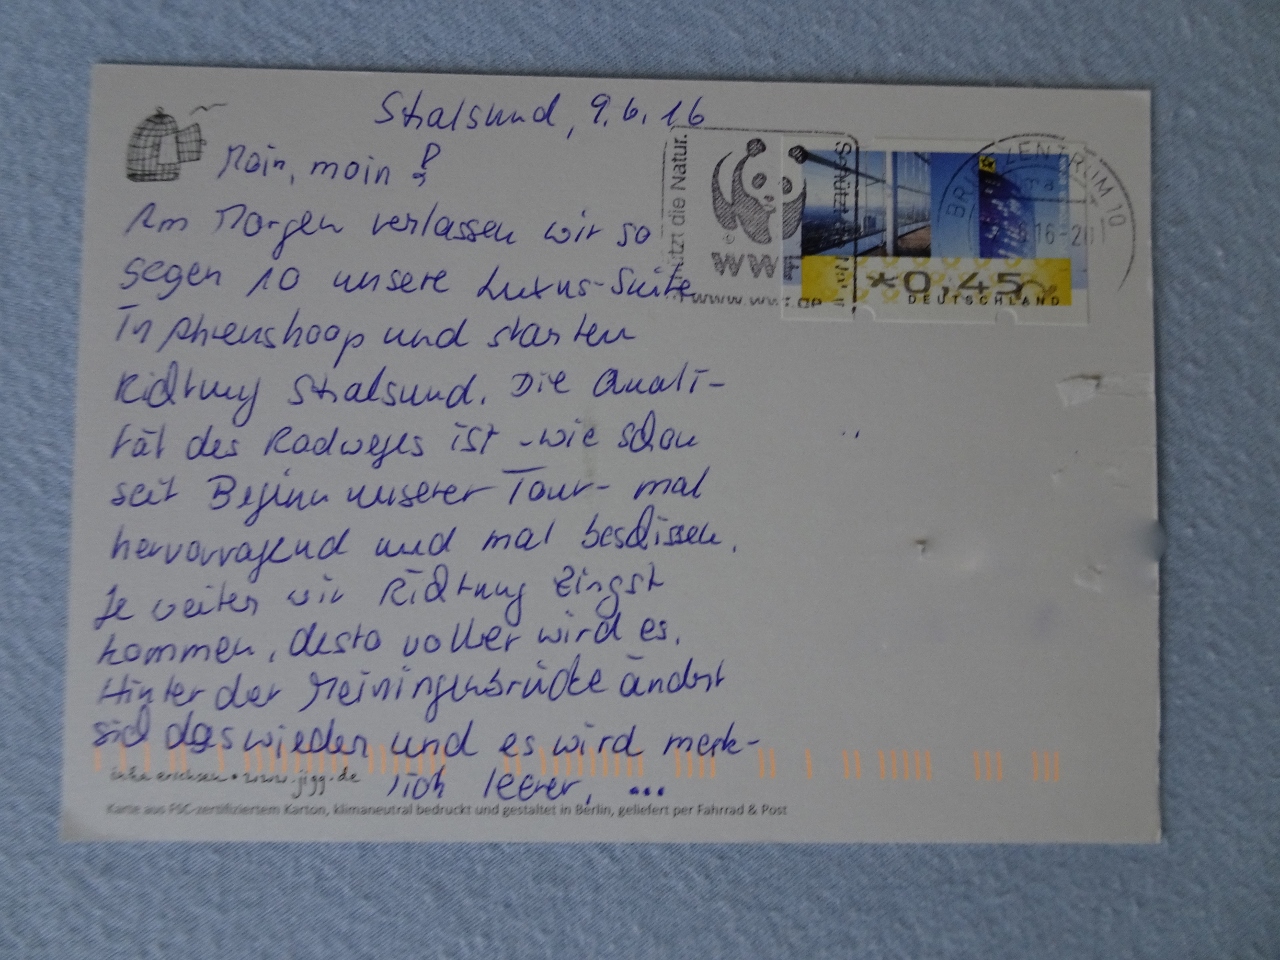 Stralsund, 9.6.16
Moin, moin!
Am Morgen verlassen wir so
gegen 10 unsere Luxus-Suite
in Ahrenshoop und starten
Richtung Stralsund. Die Quali-
tät des Radweges ist - wie schon
seit Beginn unserer Tour - mal
hervorragend und mal beschissen.
Je weiter wir Richtung Zingst
kommen, desto voller wird es.
Hinter der Meiningenbrücke ändert
sich das wieder und es wird merk-
lich leerer, ...
inka erichsen • www.jigg.de
Karte aus FSC-zertifiziertem Karton, klimaneutral bedruckt und gestaltet in Berlin, geliefert per Fahrrad & Post
Schützt die Natur.
WWF
www.wwf.de
BRIEFZENTRUM 10
*0,45
DEUTSCHLAND